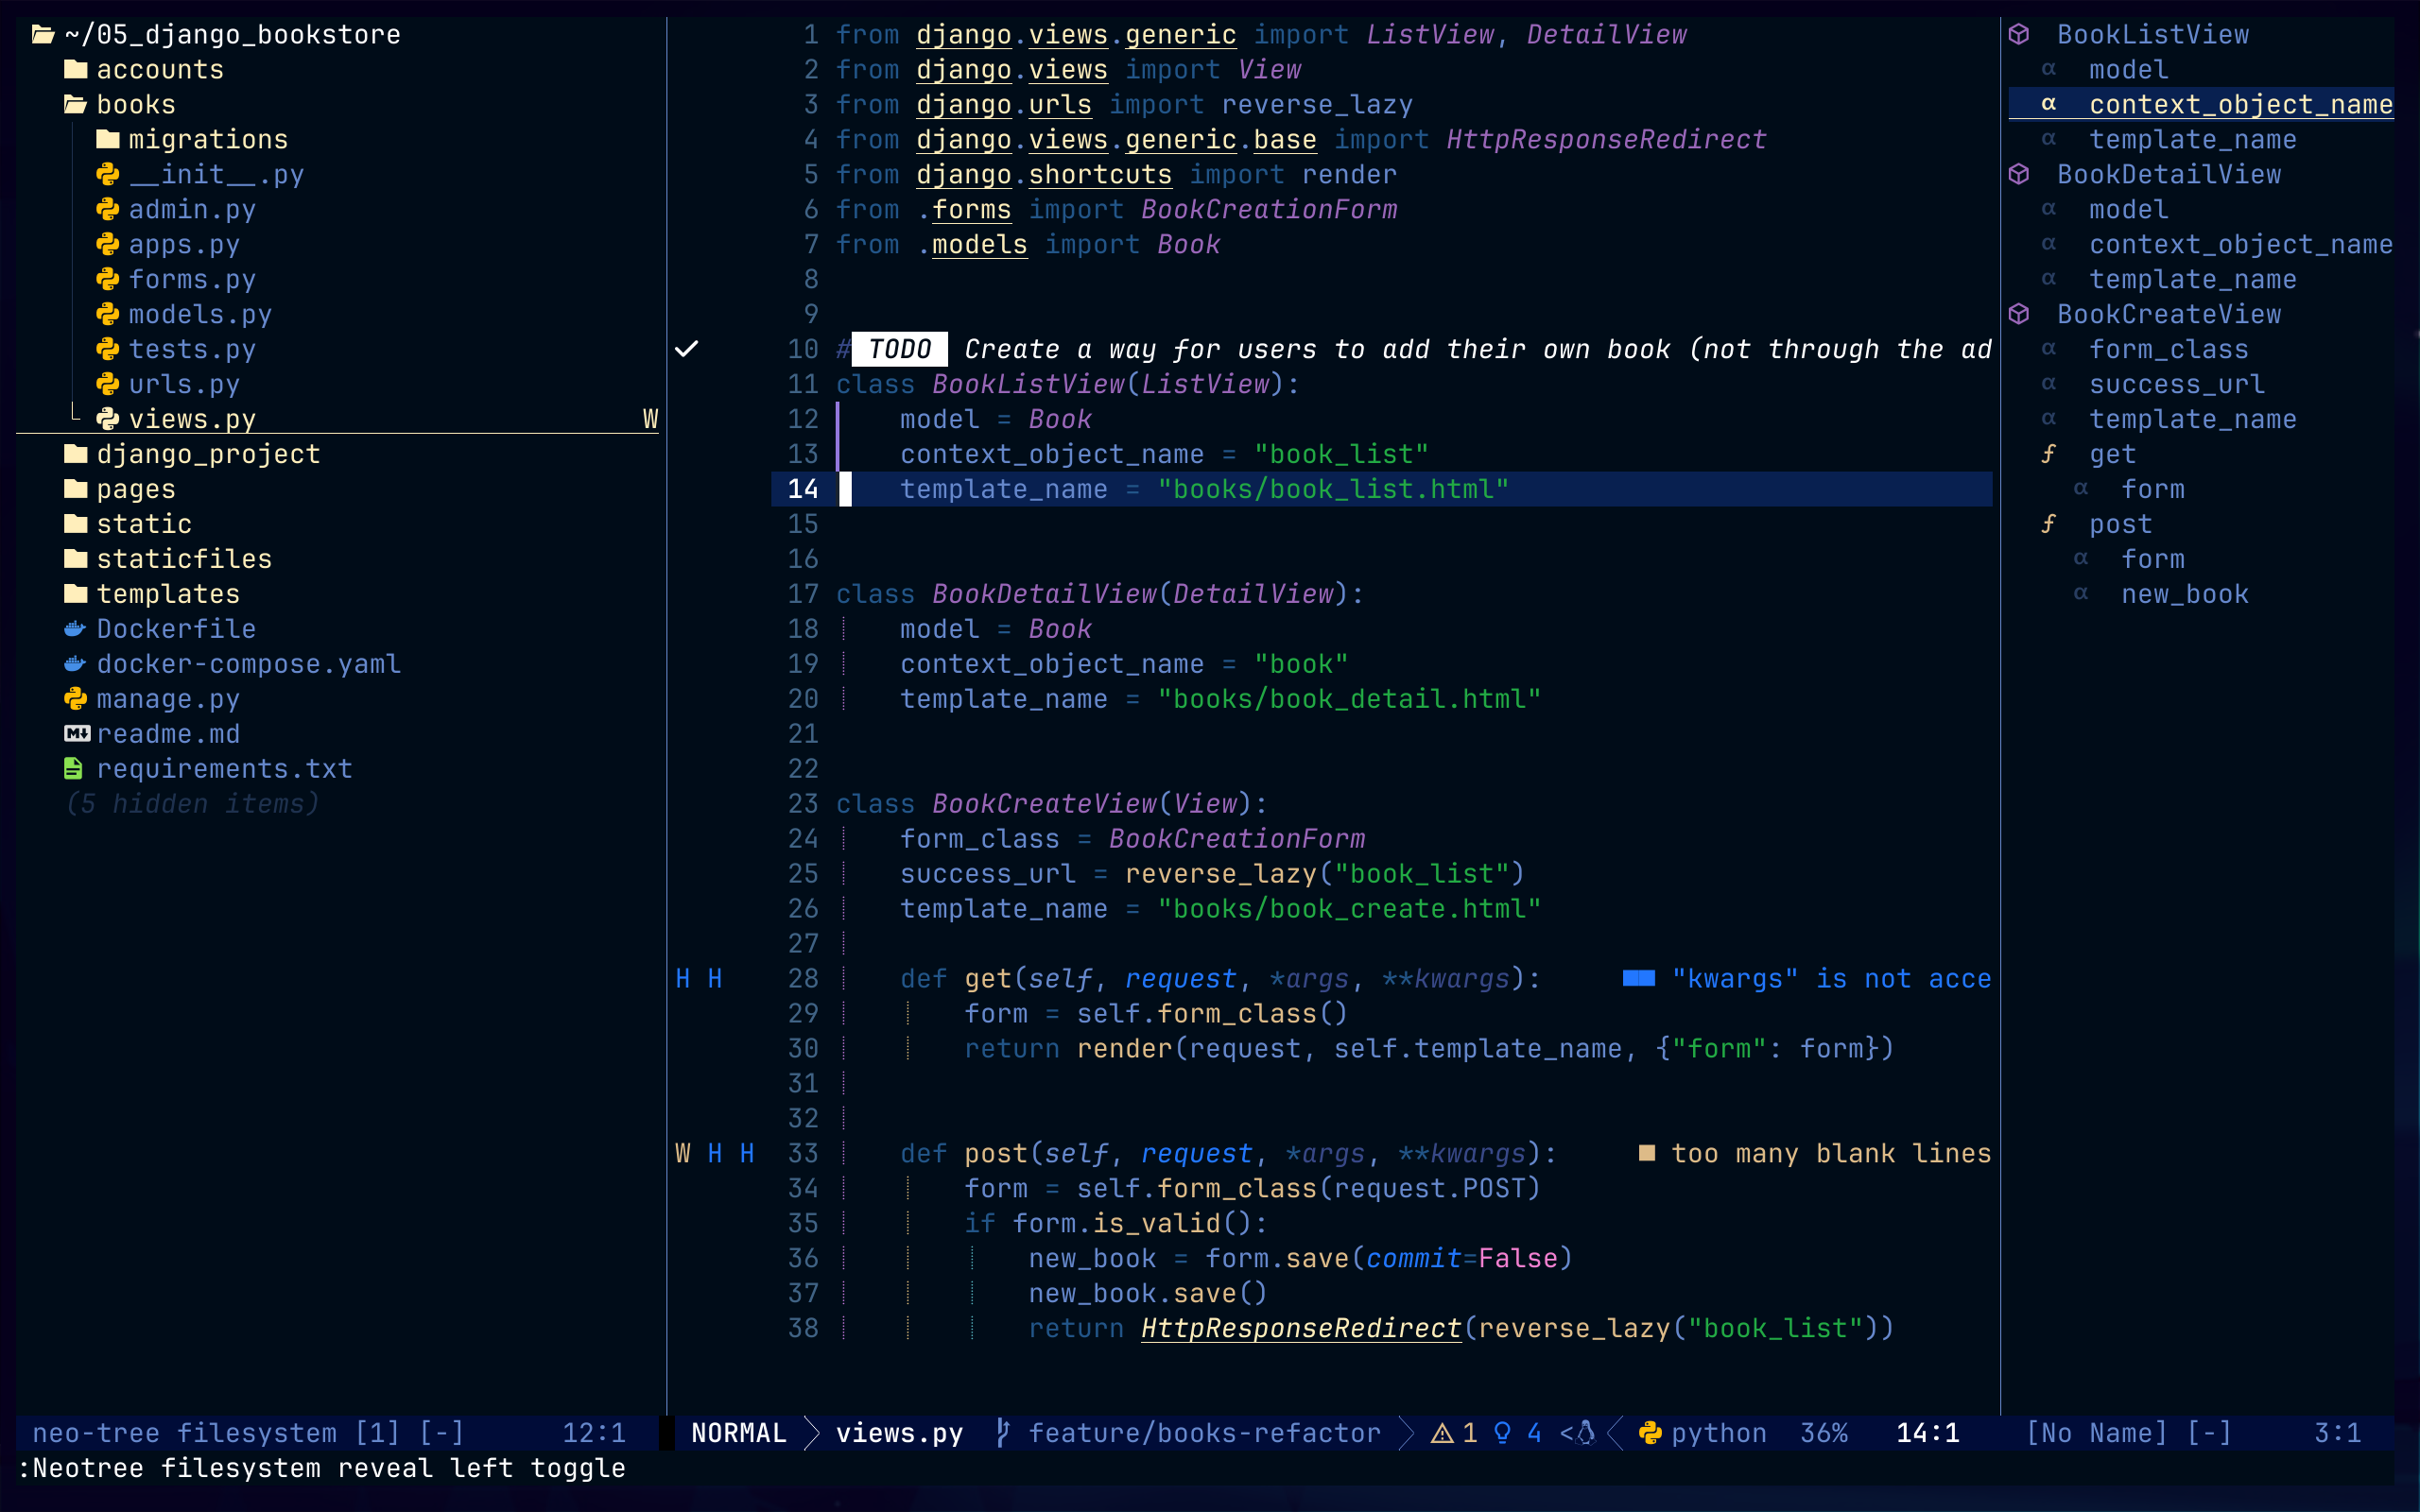 ~/05_django_bookstore
accounts
books
migrations
__init__.py
admin.py
apps.py
forms.py
models.py
tests.py
urls.py
views.py W
django_project
pages
static
staticfiles
templates
Dockerfile
docker-compose.yaml
manage.py
readme.md
requirements.txt
(5 hidden items)
1 from django.views.generic import ListView, DetailView
2 from django.views import View
3 from django.urls import reverse_lazy
4 from django.views.generic.base import HttpResponseRedirect
5 from django.shortcuts import render
6 from .forms import BookCreationForm
7 from .models import Book
8
9
10 # TODO Create a way for users to add their own book (not through the ad
11 class BookListView(ListView):
12     model = Book
13     context_object_name = "book_list"
14     template_name = "books/book_list.html"
15
16
17 class BookDetailView(DetailView):
18     model = Book
19     context_object_name = "book"
20     template_name = "books/book_detail.html"
21
22
23 class BookCreateView(View):
24     form_class = BookCreationForm
25     success_url = reverse_lazy("book_list")
26     template_name = "books/book_create.html"
27
H H 28     def get(self, request, *args, **kwargs):     ■■ "kwargs" is not acce
29         form = self.form_class()
30         return render(request, self.template_name, {"form": form})
31
32
W H H 33     def post(self, request, *args, **kwargs):     ■ too many blank lines
34         form = self.form_class(request.POST)
35         if form.is_valid():
36             new_book = form.save(commit=False)
37             new_book.save()
38             return HttpResponseRedirect(reverse_lazy("book_list"))
BookListView
α model
α context_object_name
α template_name
BookDetailView
α model
α context_object_name
α template_name
BookCreateView
α form_class
α success_url
α template_name
ƒ get
α form
ƒ post
α form
α new_book
neo-tree filesystem [1] [-] 12:1
NORMAL views.py feature/books-refactor 1 4 < python 36% 14:1
[No Name] [-] 3:1
:Neotree filesystem reveal left toggle